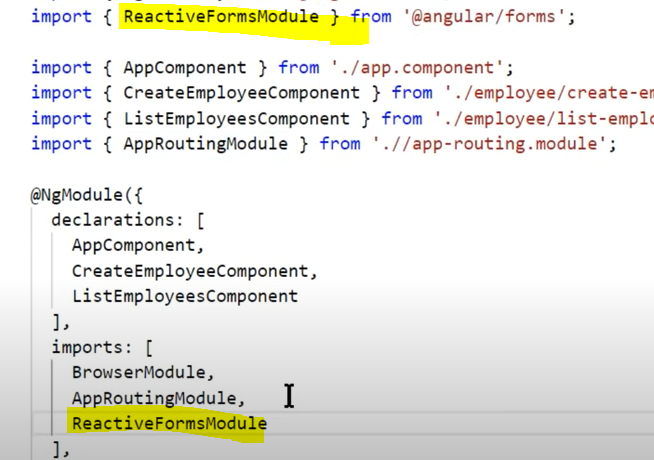 import { ReactiveFormsModule } from '@angular/forms';
import { AppComponent } from './app.component';
import { CreateEmployeeComponent } from './employee/create-em
import { ListEmployeesComponent } from './employee/list-emplo
import { AppRoutingModule } from './/app-routing.module';
@NgModule({
declarations: [
AppComponent,
CreateEmployeeComponent,
ListEmployeesComponent
],
imports: [
BrowserModule,
AppRoutingModule,
ReactiveFormsModule
],